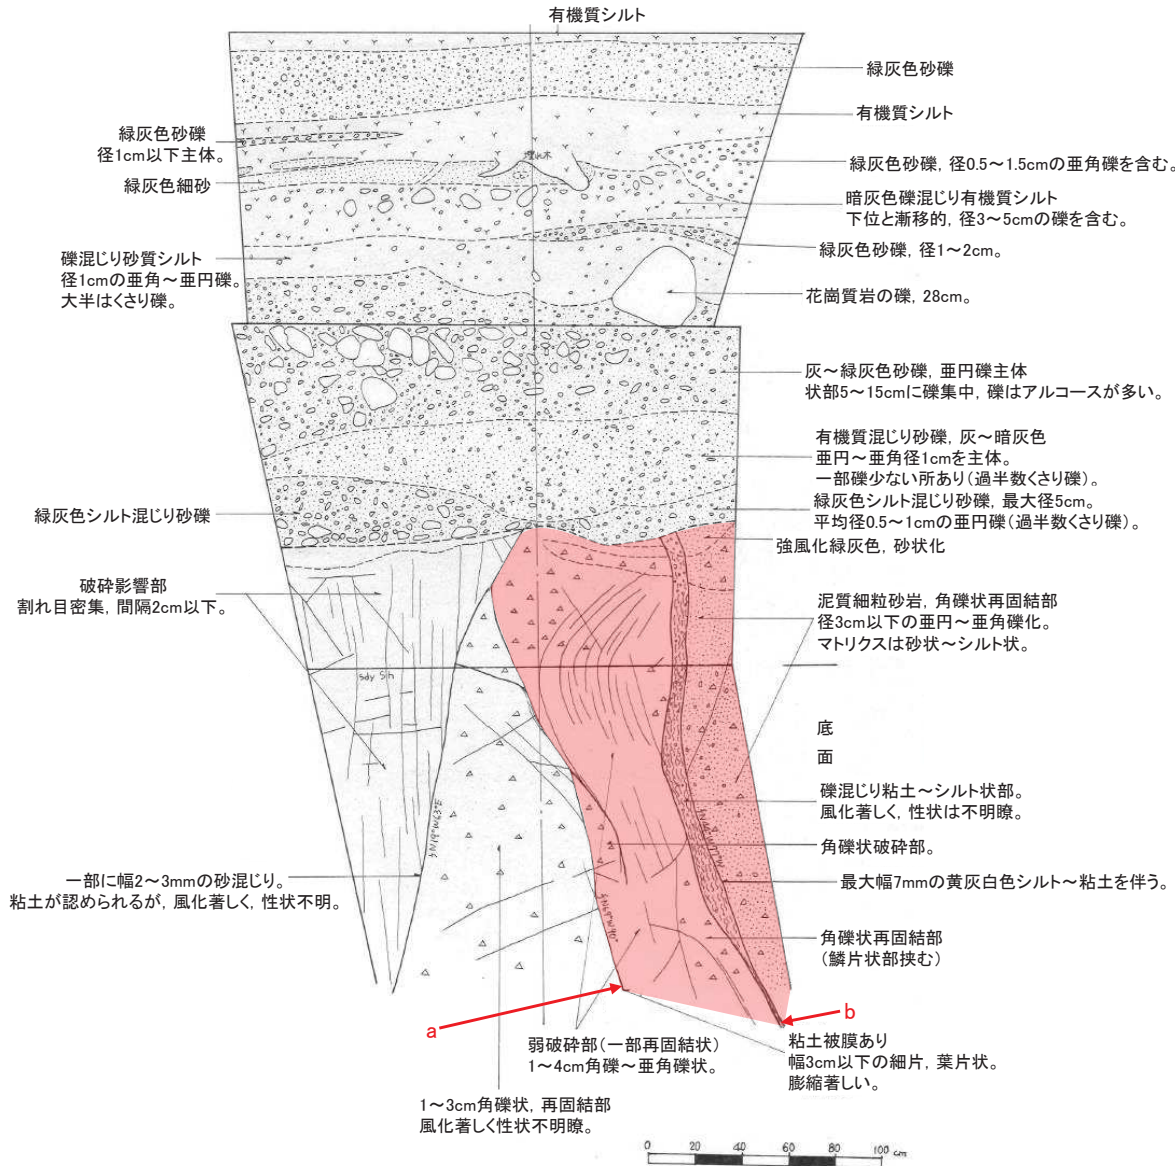 有機質シルト
緑灰色砂礫
有機質シルト
緑灰色砂礫
径1cm以下主体。
埋れ木
緑灰色砂礫, 径0.5～1.5cmの亜角礫を含む。
緑灰色細砂
暗灰色礫混じり有機質シルト
下位と漸移的, 径3～5cmの礫を含む。
緑灰色砂礫, 径1～2cm。
礫混じり砂質シルト
径1cmの亜角～亜円礫。
大半はくさり礫。
花崗質岩の礫, 28cm。
灰～緑灰色砂礫, 亜円礫主体
状部5～15cmに礫集中, 礫はアルコースが多い。
有機質混じり砂礫, 灰～暗灰色
亜円～亜角径1cmを主体。
一部礫少ない所あり(過半数くさり礫)。
緑灰色シルト混じり砂礫, 最大径5cm。
平均径0.5～1cmの亜円礫(過半数くさり礫)。
緑灰色シルト混じり砂礫
強風化緑灰色, 砂状化
破砕影響部
割れ目密集, 間隔2cm以下。
泥質細粒砂岩, 角礫状再固結部
径3cm以下の亜円～亜角礫化。
マトリクスは砂状～シルト状。
sdy Sh
底
面
礫混じり粘土～シルト状部。
風化著しく, 性状は不明瞭。
角礫状破砕部。
一部に幅2～3mmの砂混じり。
粘土が認められるが, 風化著しく, 性状不明。
最大幅7mmの黄灰白色シルト～粘土を伴う。
角礫状再固結部
(鱗片状部挟む)
a
b
弱破砕部(一部再固結状)
1～4cm角礫～亜角礫状。
粘土被膜あり
幅3cm以下の細片, 葉片状。
膨縮著しい。
1～3cm角礫状, 再固結部
風化著しく性状不明瞭。
0 20 40 60 80 100 cm